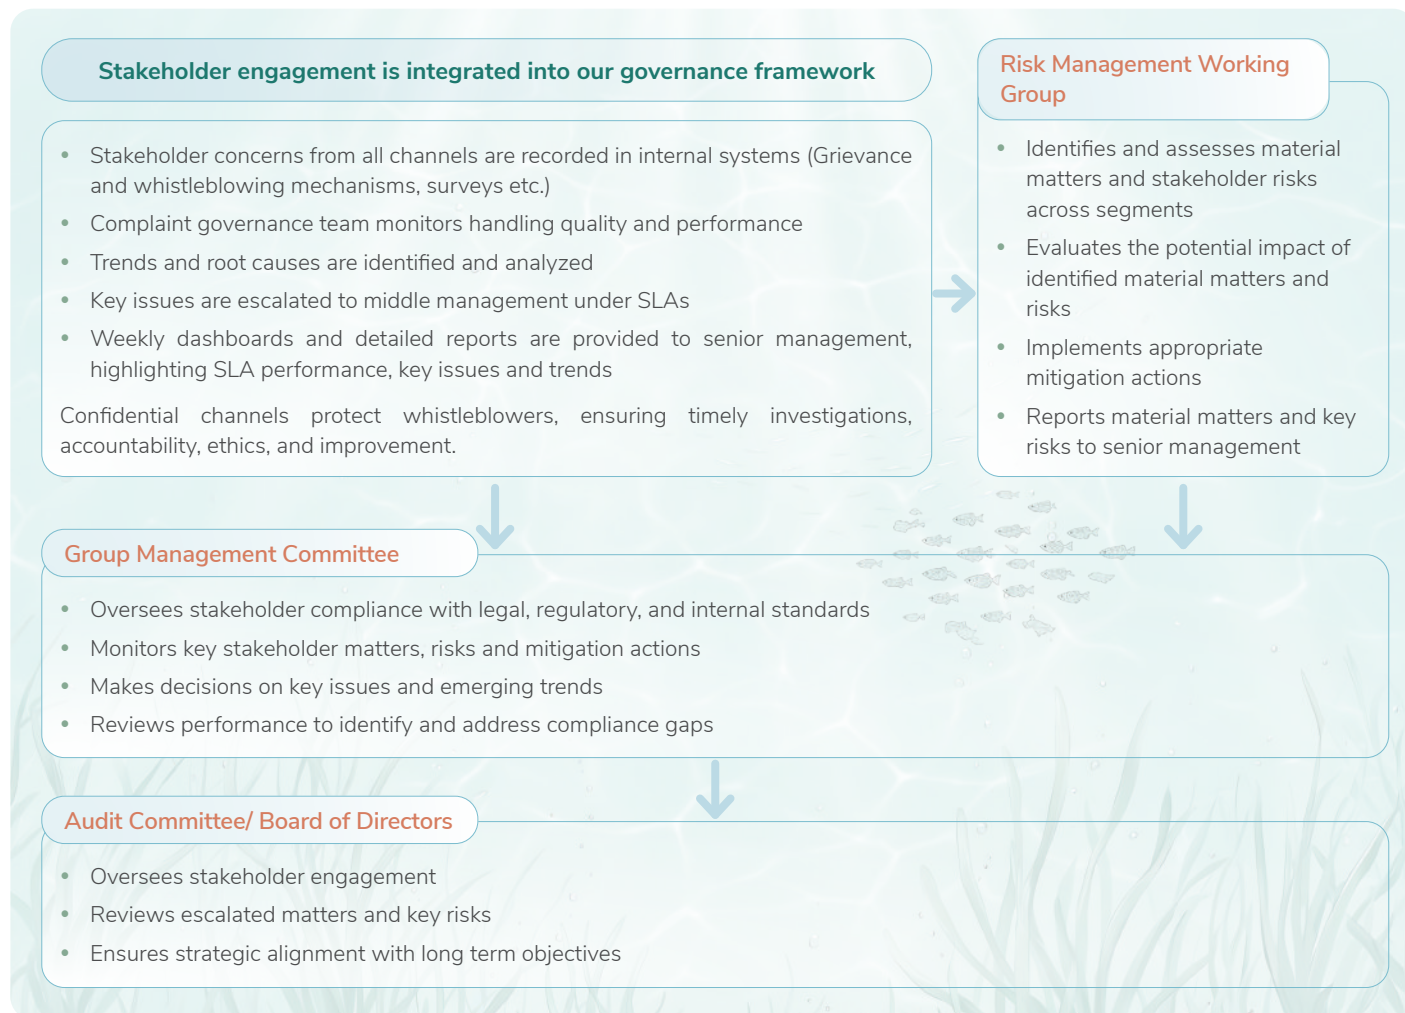 Stakeholder engagement is integrated into our governance framework
• Stakeholder concerns from all channels are recorded in internal systems (Grievance
and whistleblowing mechanisms, surveys etc.)
• Complaint governance team monitors handling quality and performance
• Trends and root causes are identified and analyzed
• Key issues are escalated to middle management under SLAs
• Weekly dashboards and detailed reports are provided to senior management,
highlighting SLA performance, key issues and trends
Confidential channels protect whistleblowers, ensuring timely investigations,
accountability, ethics, and improvement.
Risk Management Working
Group
• Identifies and assesses material
matters and stakeholder risks
across segments
• Evaluates the potential impact of
identified material matters and
risks
• Implements appropriate
mitigation actions
• Reports material matters and key
risks to senior management
Group Management Committee
• Oversees stakeholder compliance with legal, regulatory, and internal standards
• Monitors key stakeholder matters, risks and mitigation actions
• Makes decisions on key issues and emerging trends
• Reviews performance to identify and address compliance gaps
Audit Committee/ Board of Directors
• Oversees stakeholder engagement
• Reviews escalated matters and key risks
• Ensures strategic alignment with long term objectives